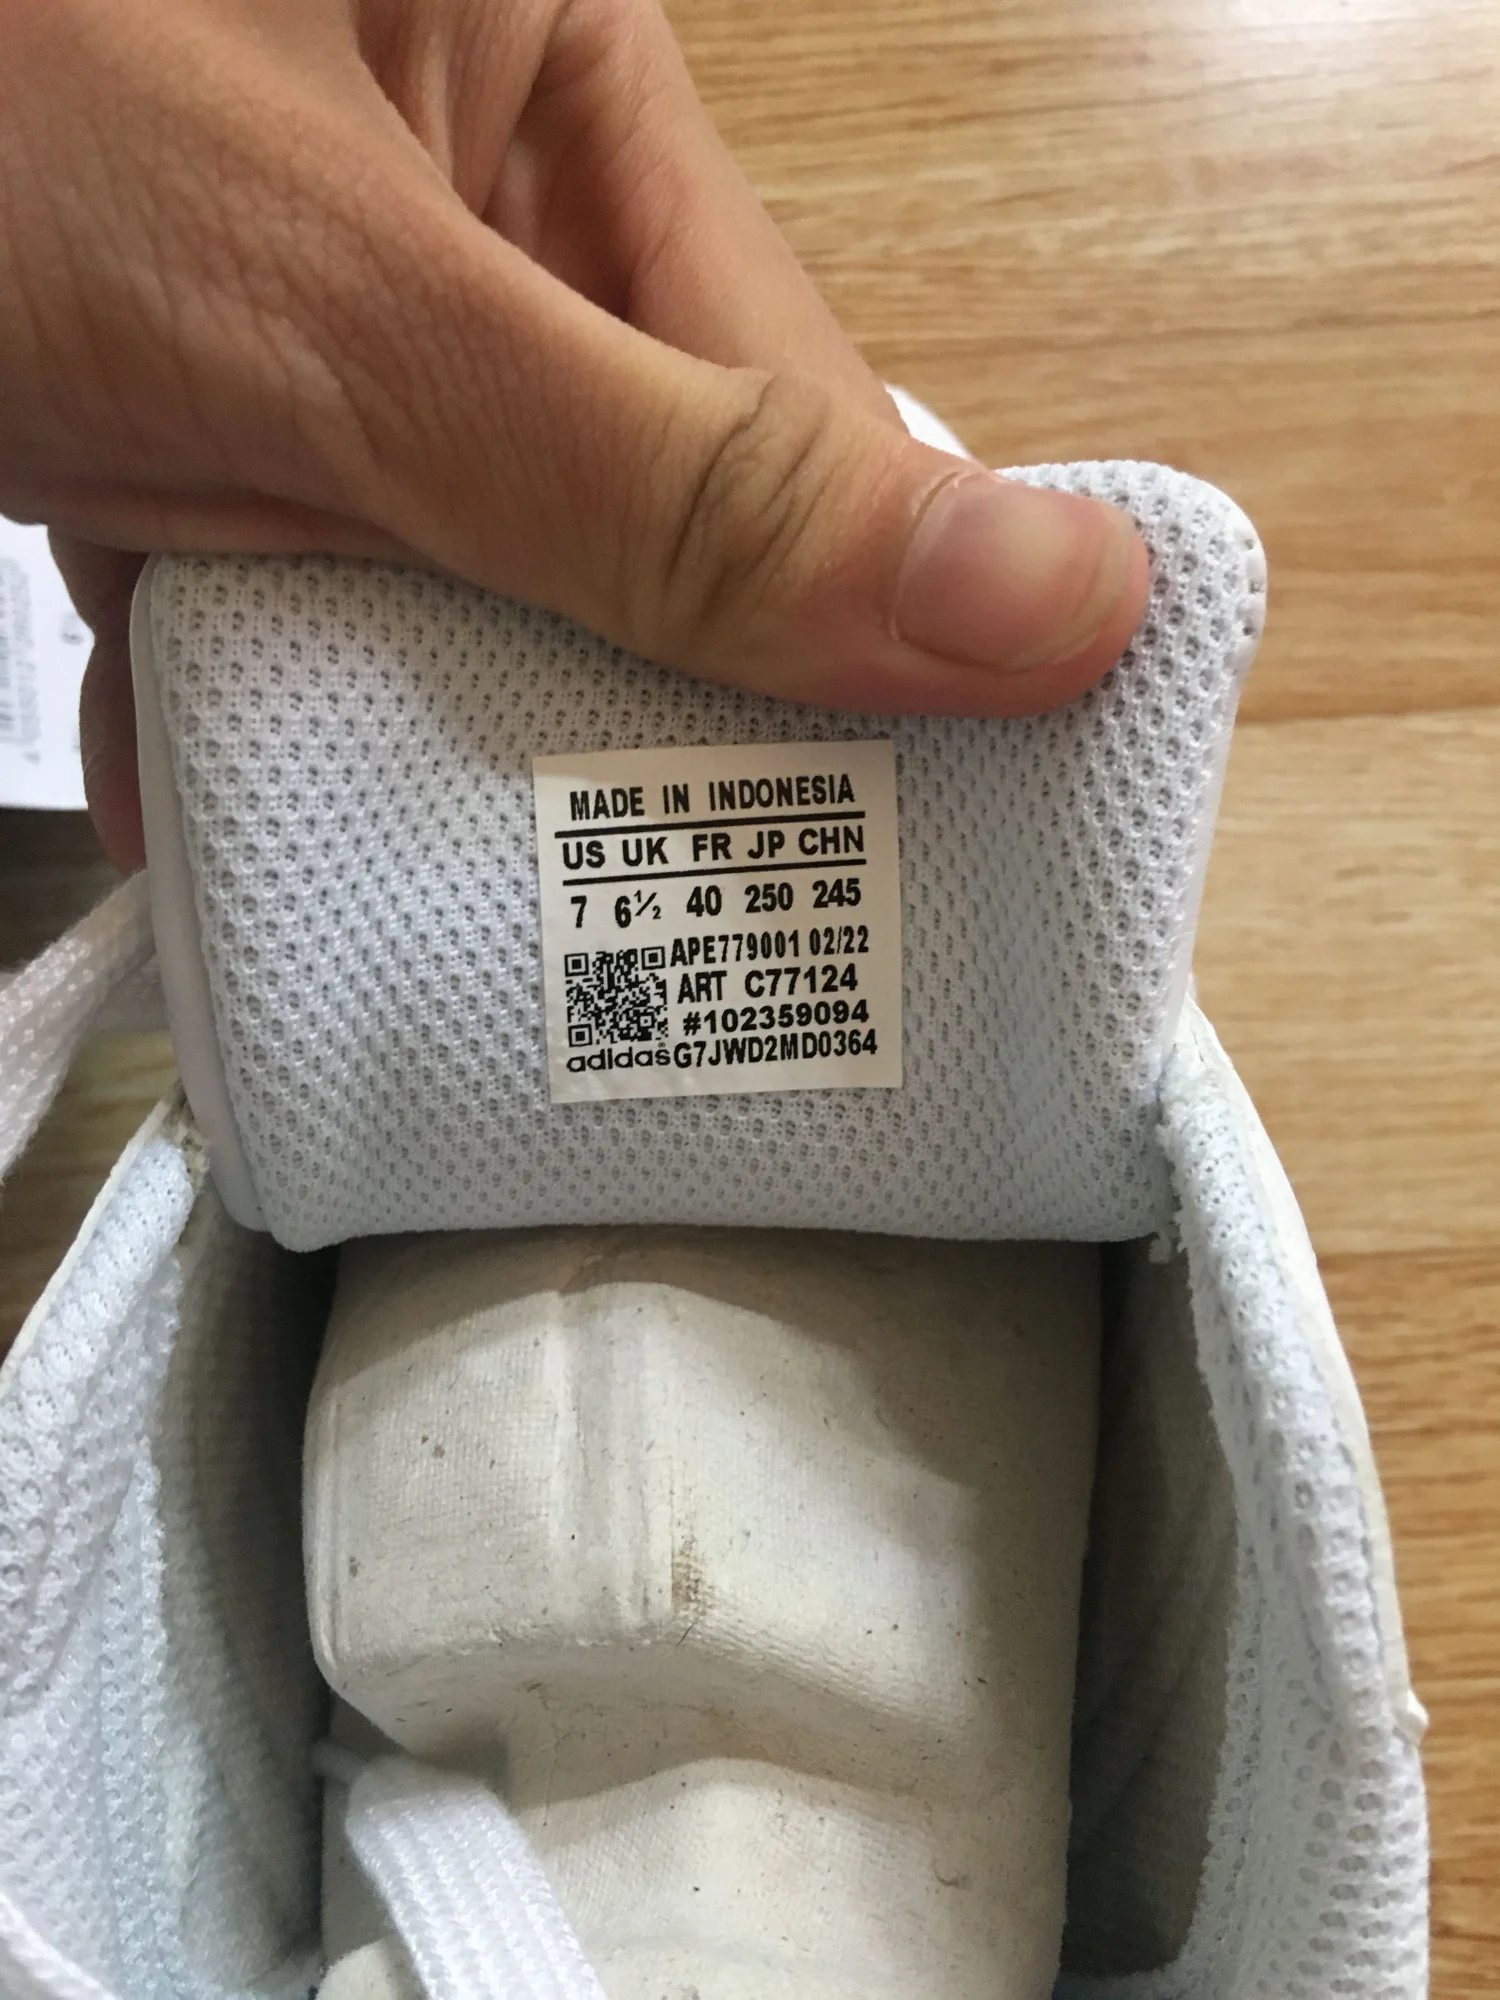 MADE IN INDONESIA
US UK FR JP CHN
7 6½ 40 250 245
APE779001 02/22
ART C77124
#102359094
adidas® G7JWD2MD0364